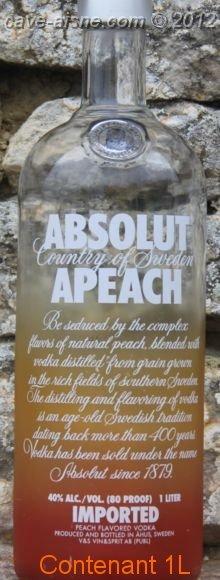 cave-aisne.com © 2012
ABSOLUT
Country of Sweden
APEACH
Be seduced by the complex
flavors of natural peach, blended with
vodka distilled from grain grown
in the rich fields of southern Sweden.
The distilling and flavoring of vodka
is an age-old Swedish tradition
dating back more than 400 years.
Vodka has been sold under the name
Absolut since 1879.
40% ALC./VOL. (80 PROOF) 1 LITER
IMPORTED
PEACH FLAVORED VODKA
PRODUCED AND BOTTLED IN ÅHUS, SWEDEN
V&S VIN&SPRIT AB (PUBL)
Contenant 1L